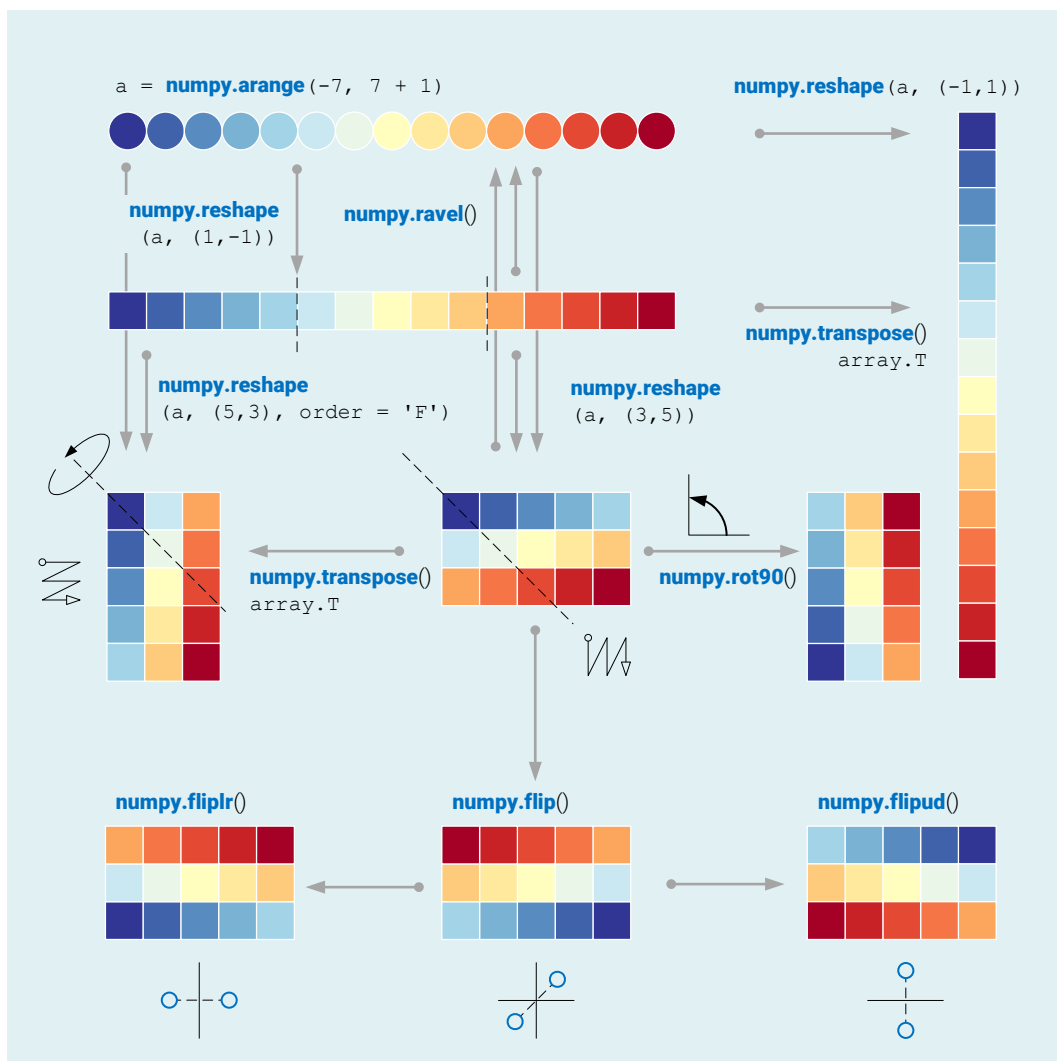 a = numpy.arange(-7, 7 + 1)
numpy.reshape(a, (-1,1))
numpy.reshape
(a, (1,-1))
numpy.ravel()
numpy.transpose()
array.T
numpy.reshape
(a, (5,3), order = 'F')
numpy.reshape
(a, (3,5))
numpy.transpose()
array.T
numpy.rot90()
numpy.fliplr()
numpy.flip()
numpy.flipud()